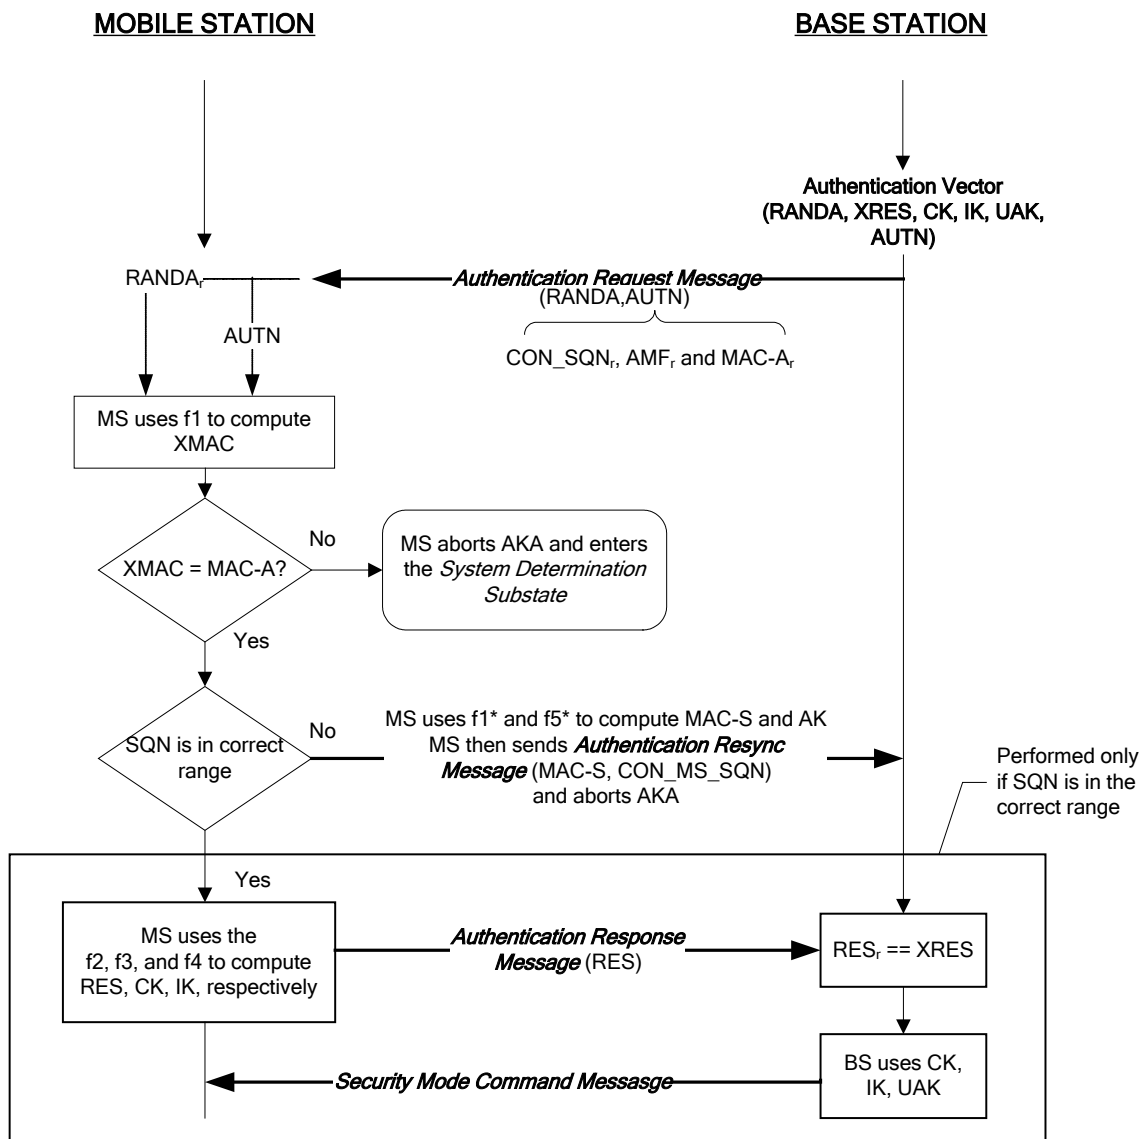 MOBILE STATION
BASE STATION
Authentication Vector
(RANDA, XRES, CK, IK, UAK,
AUTN)
RANDAr
Authentication Request Message
(RANDA,AUTN)
AUTN
CON_SQNr, AMFr and MAC-Ar
MS uses f1 to compute
XMAC
XMAC = MAC-A?
No
MS aborts AKA and enters
the System Determination
Substate
Yes
SQN is in correct
range
No
MS uses f1* and f5* to compute MAC-S and AK
MS then sends Authentication Resync
Message (MAC-S, CON_MS_SQN)
and aborts AKA
Performed only
if SQN is in the
correct range
Yes
MS uses the
f2, f3, and f4 to compute
RES, CK, IK, respectively
Authentication Response
Message (RES)
RESr == XRES
BS uses CK,
IK, UAK
Security Mode Command Messasge